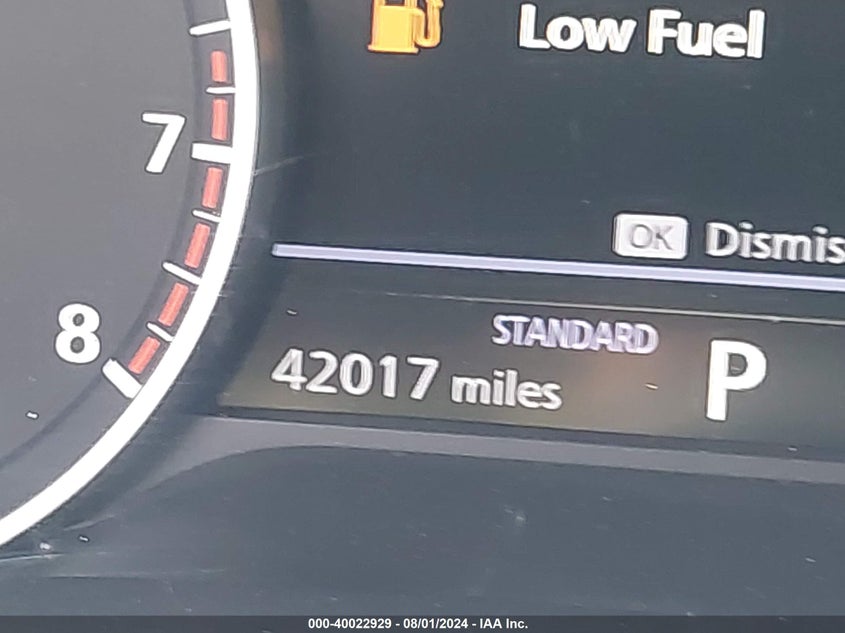 Low Fuel
7
OK Dismis
8
STANDARD
42017 miles
P
000-40022929 - 08/01/2024 - IAA Inc.